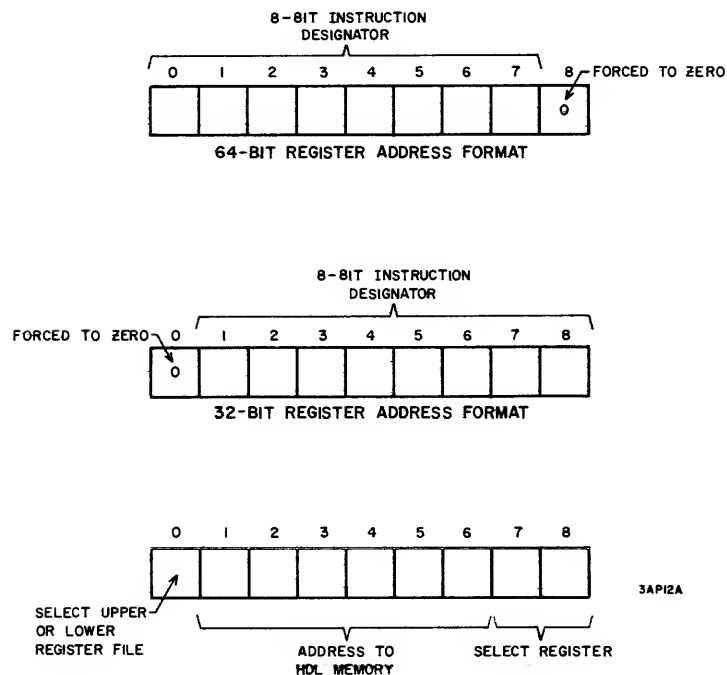 8-BIT INSTRUCTION
DESIGNATOR
0 1 2 3 4 5 6 7 8 FORCED TO ZERO
0
64-BIT REGISTER ADDRESS FORMAT
8-BIT INSTRUCTION
DESIGNATOR
FORCED TO ZERO 0 1 2 3 4 5 6 7 8
0
32-BIT REGISTER ADDRESS FORMAT
0 1 2 3 4 5 6 7 8
3AP12A
SELECT UPPER
OR LOWER
REGISTER FILE
ADDRESS TO
HDL MEMORY
SELECT REGISTER